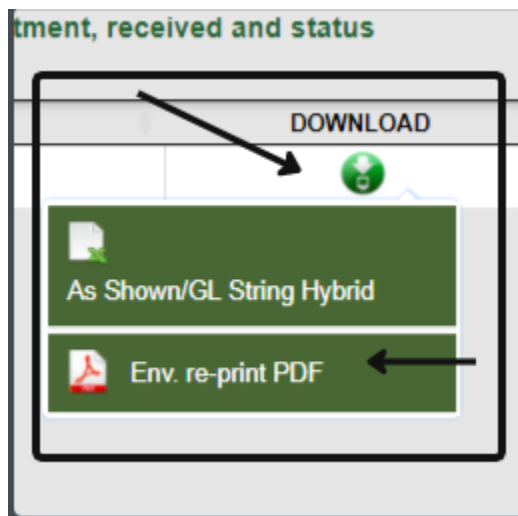 tment, received and status
DOWNLOAD
As Shown/GL String Hybrid
Env. re-print PDF